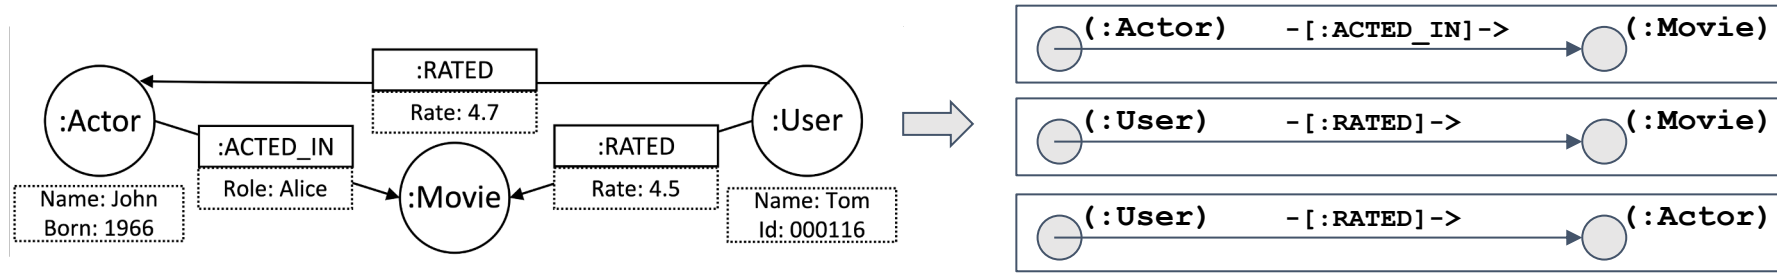 :RATED
Rate: 4.7
:Actor
:User
:ACTED_IN
Role: Alice
:RATED
Rate: 4.5
:Movie
Name: John
Born: 1966
Name: Tom
Id: 000116
(:Actor) -[:ACTED_IN]-> (:Movie)
(:User) -[:RATED]-> (:Movie)
(:User) -[:RATED]-> (:Actor)